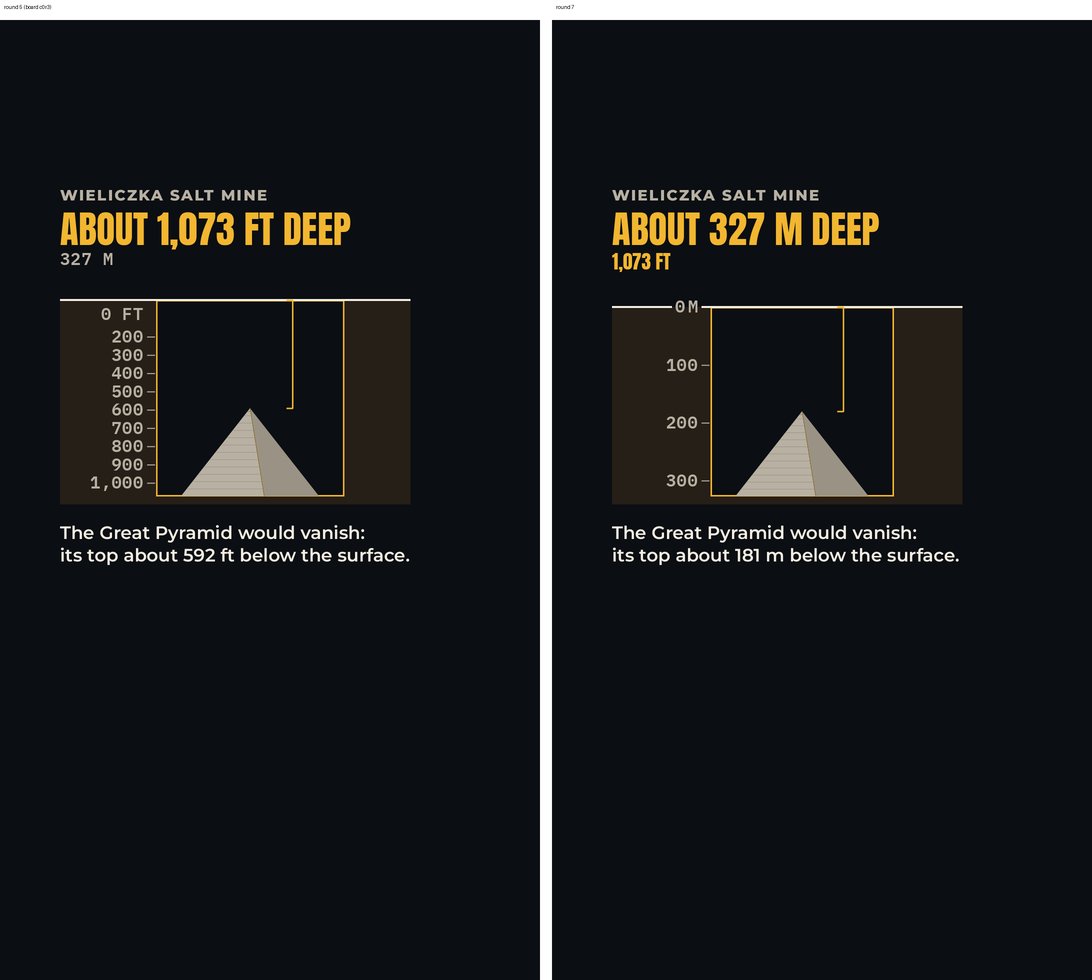 round 5 (board c0r3)
WIELICZKA SALT MINE
ABOUT 1,073 FT DEEP
327 M
0 FT
200
300
400
500
600
700
800
900
1,000
The Great Pyramid would vanish:
its top about 592 ft below the surface.
round 7
WIELICZKA SALT MINE
ABOUT 327 M DEEP
1,073 FT
0M
100
200
300
The Great Pyramid would vanish:
its top about 181 m below the surface.